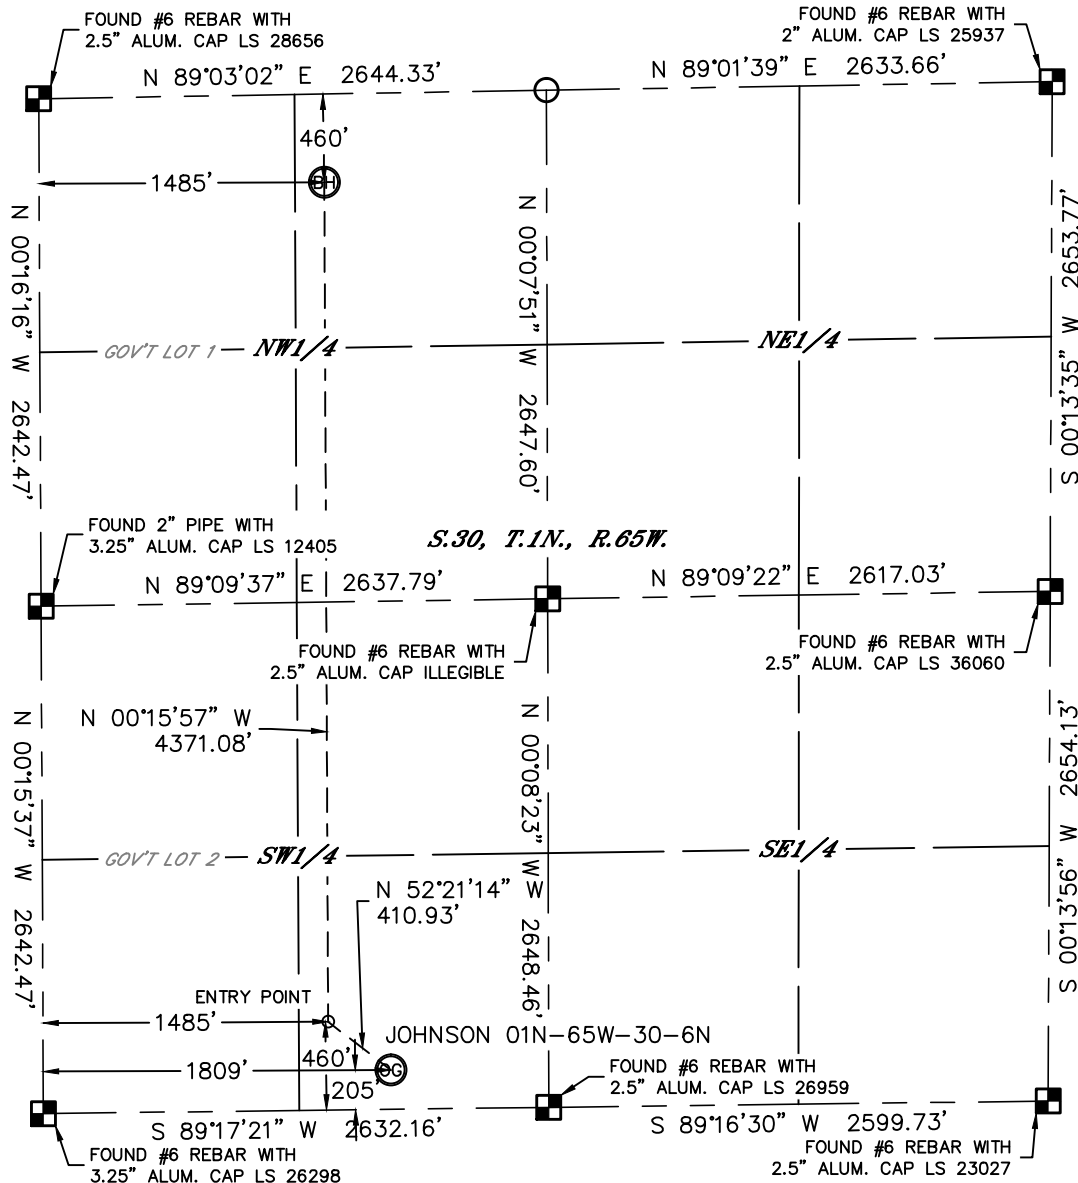 FOUND #6 REBAR WITH
2.5" ALUM. CAP LS 28656
FOUND #6 REBAR WITH
2" ALUM. CAP LS 25937
N 89°03'02" E 2644.33'
N 89°01'39" E 2633.66'
460'
1485'
BH
N 00°16'16" W 2642.47'
N 00°07'51" W 2647.60'
S 00°13'35" W 2653.77'
GOV'T LOT 1
NW1/4
NE1/4
FOUND 2" PIPE WITH
3.25" ALUM. CAP LS 12405
S.30, T.1N., R.65W.
N 89°09'37" E 2637.79'
N 89°09'22" E 2617.03'
FOUND #6 REBAR WITH
2.5" ALUM. CAP ILLEGIBLE
FOUND #6 REBAR WITH
2.5" ALUM. CAP LS 36060
N 00°15'57" W
4371.08'
N 00°15'37" W 2642.47'
N 00°08'23" W 2648.46'
S 00°13'56" W 2654.13'
GOV'T LOT 2
SW1/4
SE1/4
N 52°21'14" W
410.93'
ENTRY POINT
1485'
460'
JOHNSON 01N-65W-30-6N
1809'
OG
205'
FOUND #6 REBAR WITH
2.5" ALUM. CAP LS 26959
S 89°17'21" W 2632.16'
S 89°16'30" W 2599.73'
FOUND #6 REBAR WITH
3.25" ALUM. CAP LS 26298
FOUND #6 REBAR WITH
2.5" ALUM. CAP LS 23027